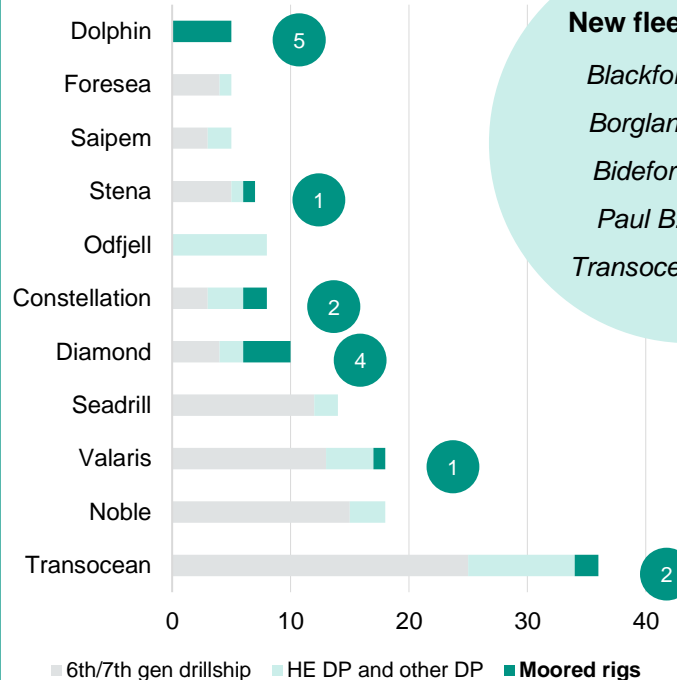 Dolphin
5
New flee
Foresea
Blackfo
Saipem
Borglan
Stena
1
Bidefor
Odfjell
Paul B.
Transoce
Constellation
2
Diamond
4
Seadrill
Valaris
1
Noble
Transocean
2
0 10 20 30 40
6th/7th gen drillship HE DP and other DP Moored rigs